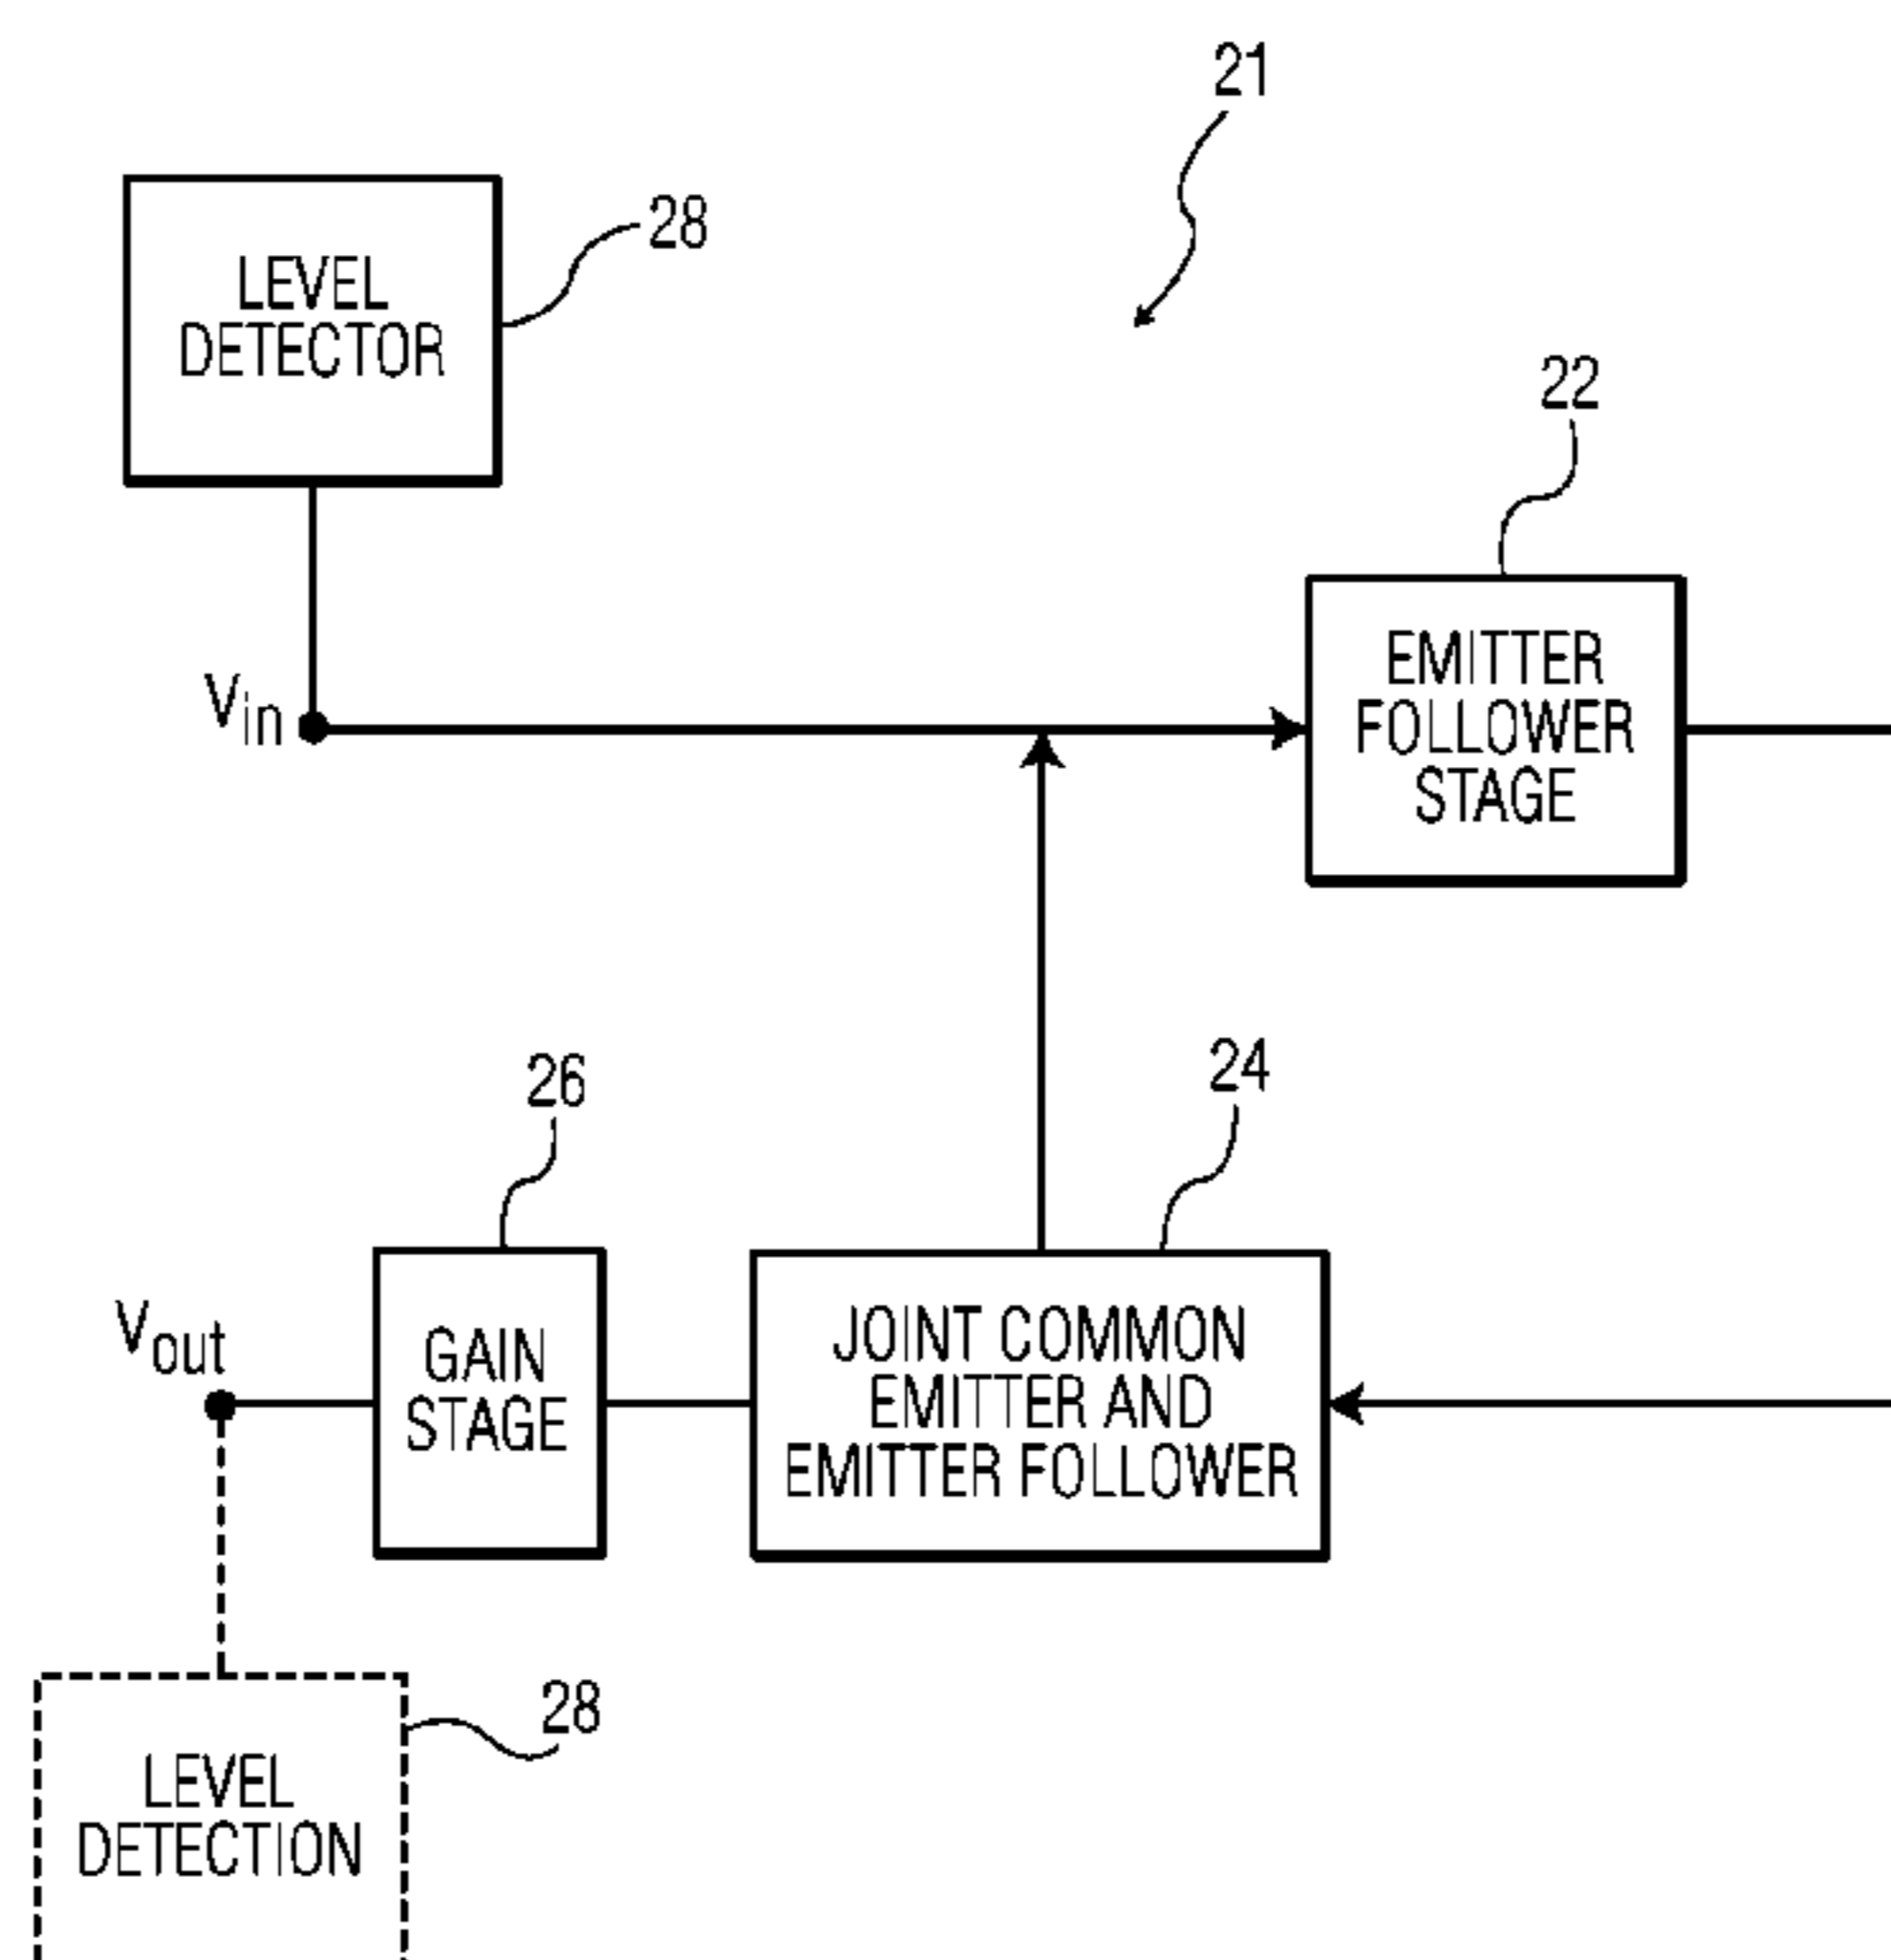 21
LEVEL
DETECTOR
28
22
EMITTER
FOLLOWER
STAGE
Vin
26
24
Vout
GAIN
STAGE
JOINT COMMON
EMITTER AND
EMITTER FOLLOWER
28
LEVEL
DETECTION